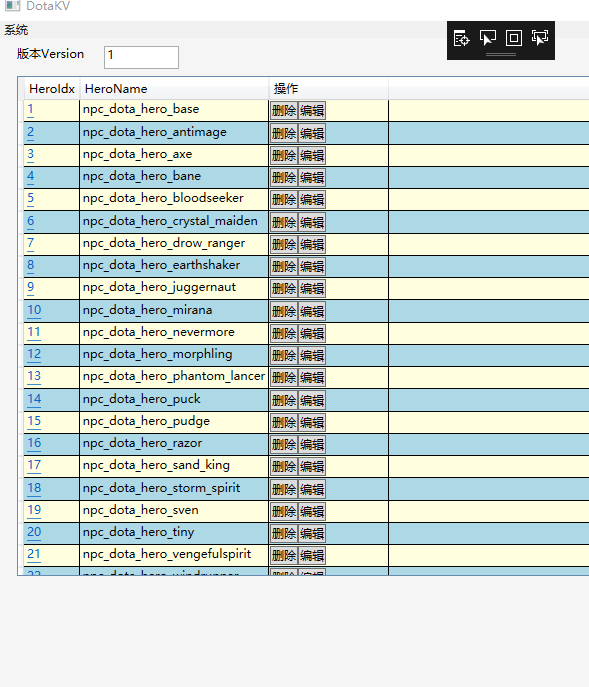 DotaKV
系统
版本Version 1
HeroIdx HeroName 操作
1 npc_dota_hero_base 删除 编辑
2 npc_dota_hero_antimage 删除 编辑
3 npc_dota_hero_axe 删除 编辑
4 npc_dota_hero_bane 删除 编辑
5 npc_dota_hero_bloodseeker 删除 编辑
6 npc_dota_hero_crystal_maiden 删除 编辑
7 npc_dota_hero_drow_ranger 删除 编辑
8 npc_dota_hero_earthshaker 删除 编辑
9 npc_dota_hero_juggernaut 删除 编辑
10 npc_dota_hero_mirana 删除 编辑
11 npc_dota_hero_nevermore 删除 编辑
12 npc_dota_hero_morphling 删除 编辑
13 npc_dota_hero_phantom_lancer 删除 编辑
14 npc_dota_hero_puck 删除 编辑
15 npc_dota_hero_pudge 删除 编辑
16 npc_dota_hero_razor 删除 编辑
17 npc_dota_hero_sand_king 删除 编辑
18 npc_dota_hero_storm_spirit 删除 编辑
19 npc_dota_hero_sven 删除 编辑
20 npc_dota_hero_tiny 删除 编辑
21 npc_dota_hero_vengefulspirit 删除 编辑